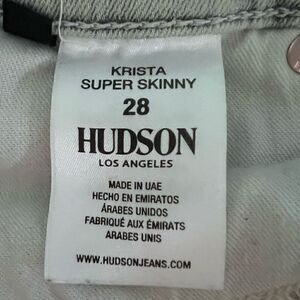 KRISTA
SUPER SKINNY
28
HUDSON
LOS ANGELES
MADE IN UAE
HECHO EN EMIRATOS
ÁRABES UNIDOS
FABRIQUÉ AUX ÉMIRATS
ARABES UNIS
WWW.HUDSONJEANS.COM